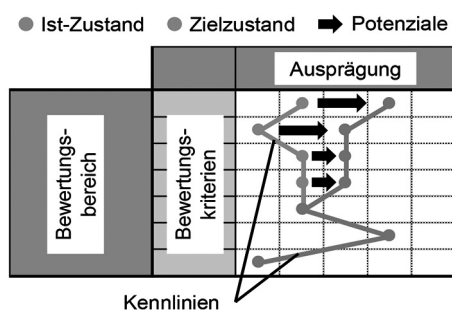 Ist-Zustand Zielzustand Potenziale
Ausprägung
Bewertungs-
bereich
Bewertungs-
kriterien
Kennlinien